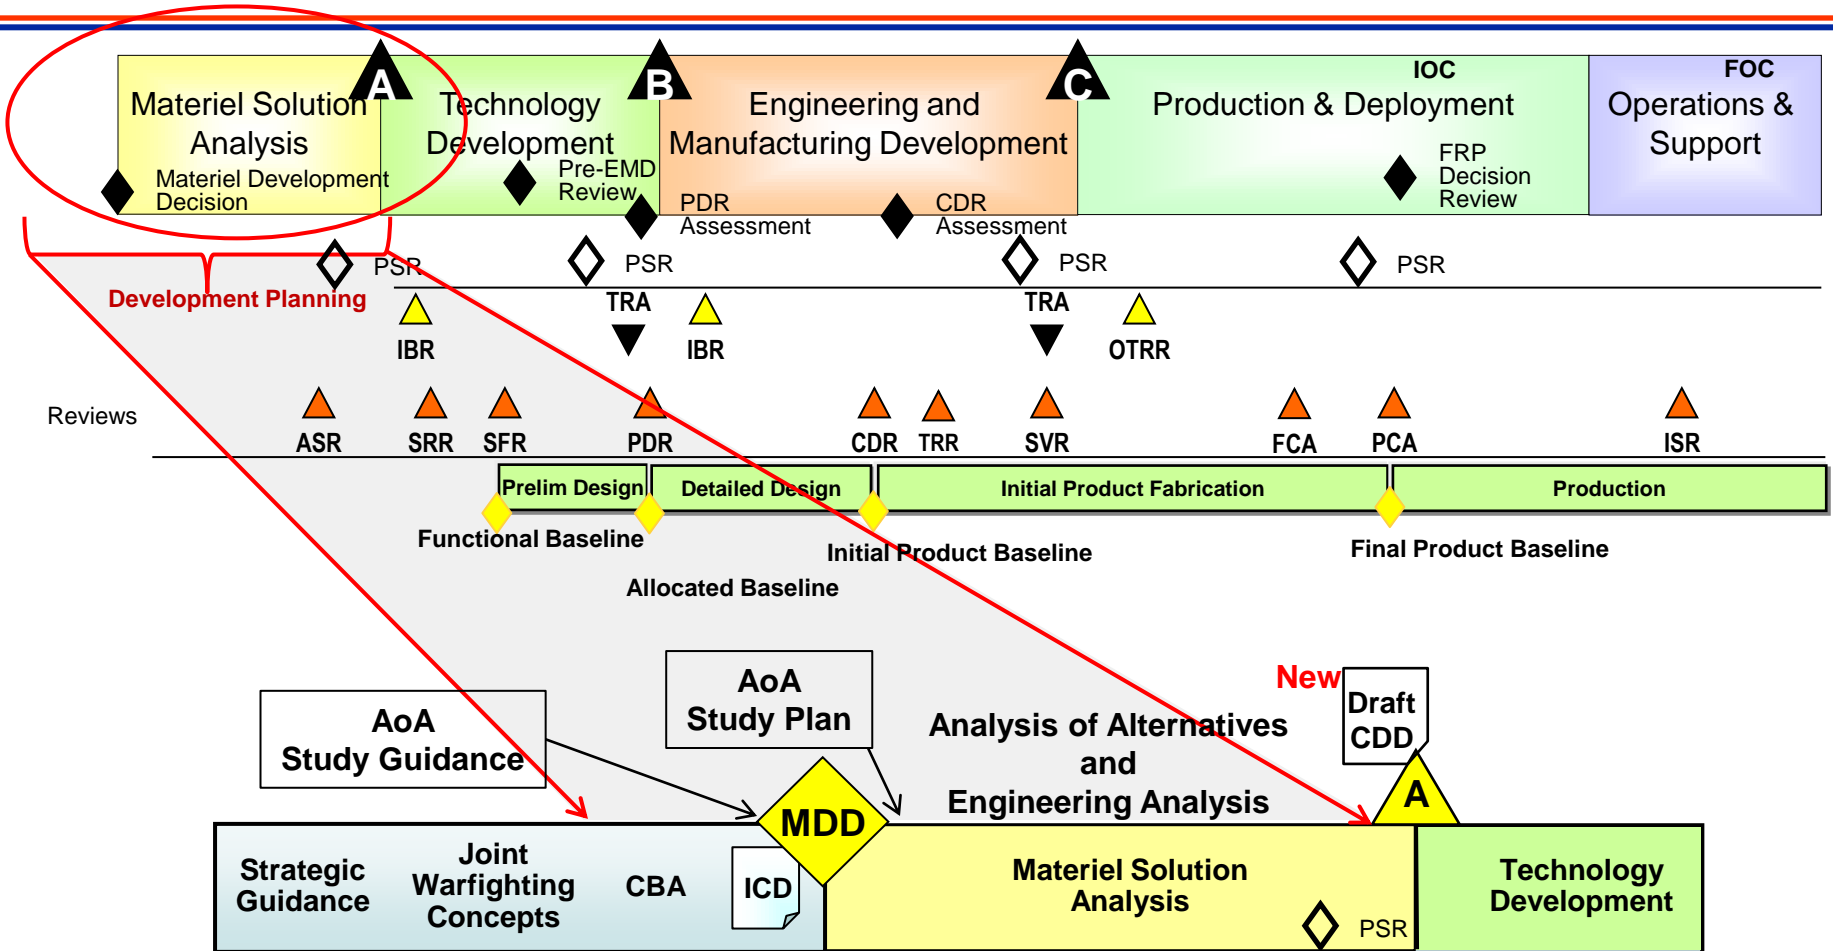 A
B
C
IOC
FOC
Materiel Solution
Analysis
Technology
Development
Engineering and
Manufacturing Development
Production & Deployment
Operations &
Support
Materiel Development
Decision
Pre-EMD
Review
PDR
Assessment
CDR
Assessment
FRP
Decision
Review
PSR
PSR
PSR
PSR
Development Planning
TRA
TRA
IBR
IBR
OTRR
Reviews
ASR
SRR
SFR
PDR
CDR
TRR
SVR
FCA
PCA
ISR
Prelim Design
Detailed Design
Initial Product Fabrication
Production
Functional Baseline
Initial Product Baseline
Final Product Baseline
Allocated Baseline
AoA
Study Guidance
AoA
Study Plan
Analysis of Alternatives
and
Engineering Analysis
New
Draft
CDD
A
MDD
Strategic
Guidance
Joint
Warfighting
Concepts
CBA
ICD
Materiel Solution
Analysis
PSR
Technology
Development